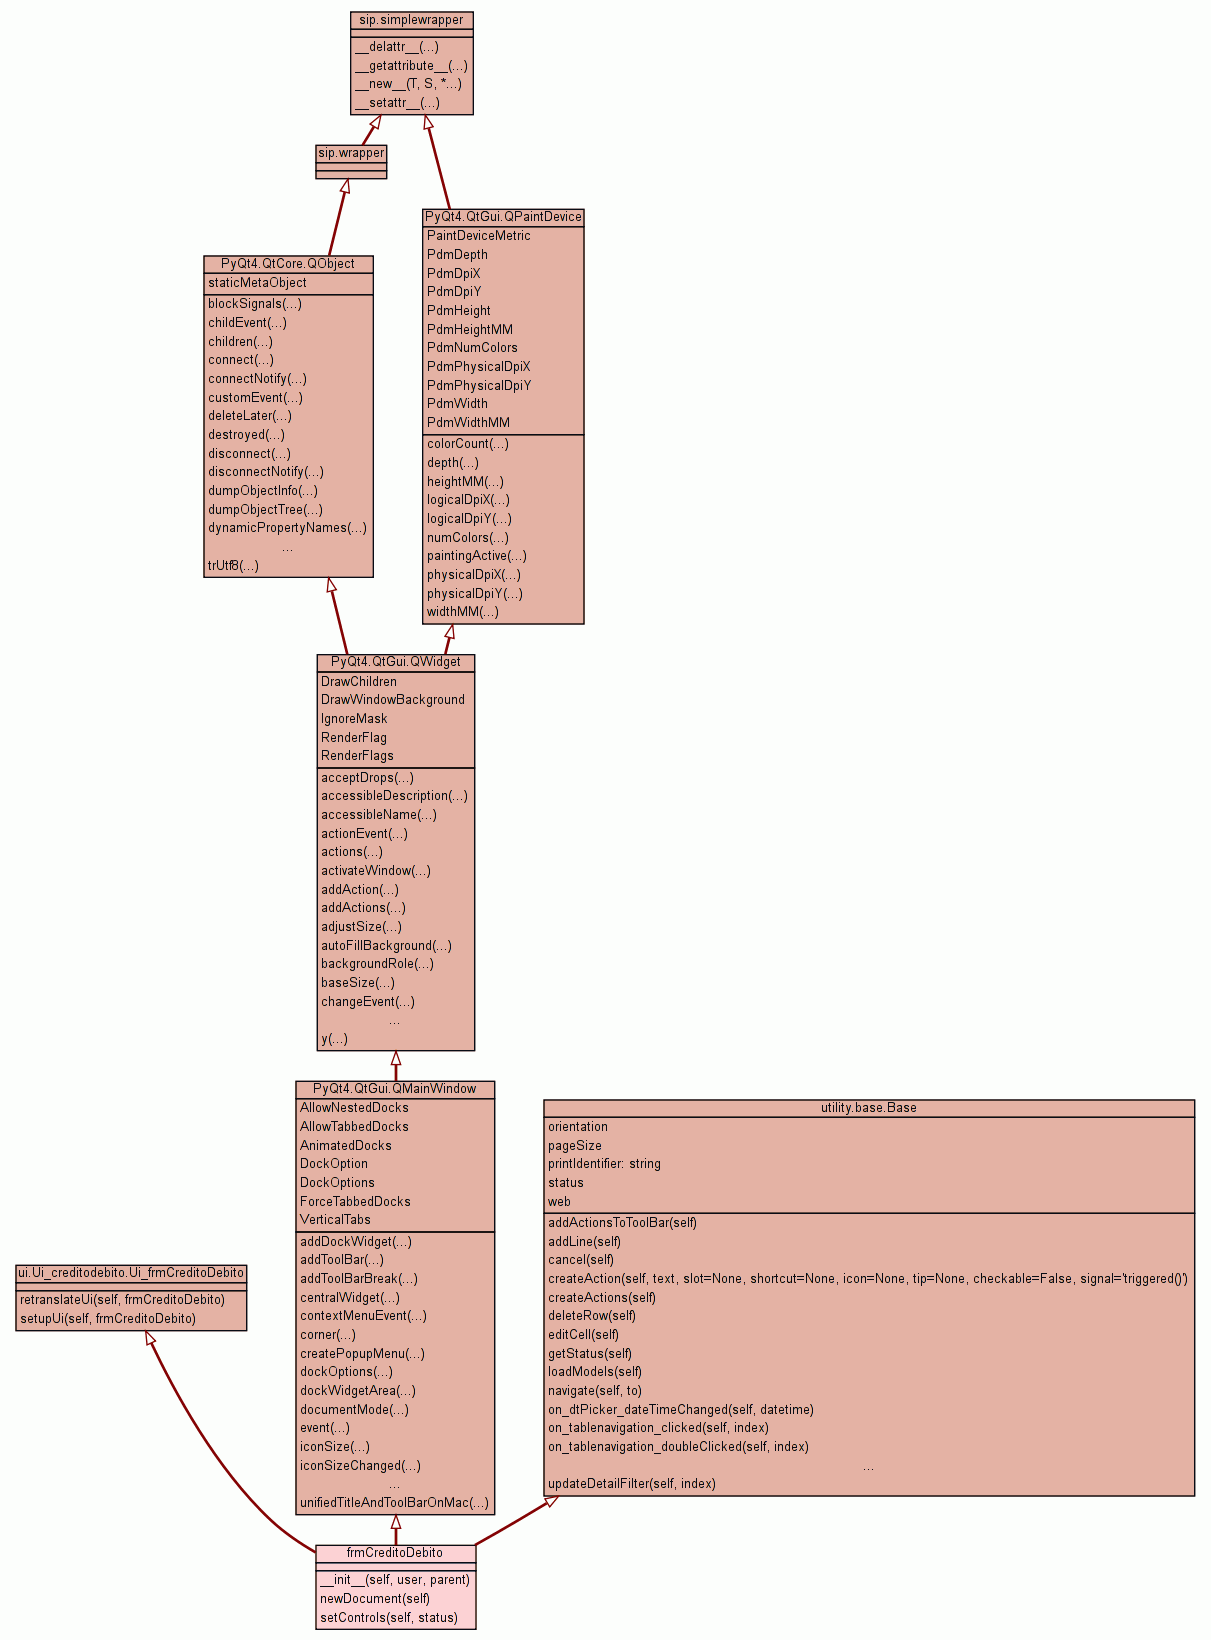 sip.simplewrapper
__delattr__(...)
__getattribute__(...)
__new__(T, S, *...)
__setattr__(...)
sip.wrapper
PyQt4.QtGui.QPaintDevice
PaintDeviceMetric
PdmDepth
PdmDpiX
PdmDpiY
PdmHeight
PdmHeightMM
PdmNumColors
PdmPhysicalDpiX
PdmPhysicalDpiY
PdmWidth
PdmWidthMM
colorCount(...)
depth(...)
heightMM(...)
logicalDpiX(...)
logicalDpiY(...)
numColors(...)
paintingActive(...)
physicalDpiX(...)
physicalDpiY(...)
widthMM(...)
PyQt4.QtCore.QObject
staticMetaObject
blockSignals(...)
childEvent(...)
children(...)
connect(...)
connectNotify(...)
customEvent(...)
deleteLater(...)
destroyed(...)
disconnect(...)
disconnectNotify(...)
dumpObjectInfo(...)
dumpObjectTree(...)
dynamicPropertyNames(...)
...
trUtf8(...)
PyQt4.QtGui.QWidget
DrawChildren
DrawWindowBackground
IgnoreMask
RenderFlag
RenderFlags
acceptDrops(...)
accessibleDescription(...)
accessibleName(...)
actionEvent(...)
actions(...)
activateWindow(...)
addAction(...)
addActions(...)
adjustSize(...)
autoFillBackground(...)
backgroundRole(...)
baseSize(...)
changeEvent(...)
...
y(...)
PyQt4.QtGui.QMainWindow
AllowNestedDocks
AllowTabbedDocks
AnimatedDocks
DockOption
DockOptions
ForceTabbedDocks
VerticalTabs
addDockWidget(...)
addToolBar(...)
addToolBarBreak(...)
centralWidget(...)
contextMenuEvent(...)
corner(...)
createPopupMenu(...)
dockOptions(...)
dockWidgetArea(...)
documentMode(...)
event(...)
iconSize(...)
iconSizeChanged(...)
...
unifiedTitleAndToolBarOnMac(...)
utility.base.Base
orientation
pageSize
printIdentifier: string
status
web
addActionsToToolBar(self)
addLine(self)
cancel(self)
createAction(self, text, slot=None, shortcut=None, icon=None, tip=None, checkable=False, signal='triggered()')
createActions(self)
deleteRow(self)
editCell(self)
getStatus(self)
loadModels(self)
navigate(self, to)
on_dtPicker_dateTimeChanged(self, datetime)
on_tablenavigation_clicked(self, index)
on_tablenavigation_doubleClicked(self, index)
...
updateDetailFilter(self, index)
ui.Ui_creditodebito.Ui_frmCreditoDebito
retranslateUi(self, frmCreditoDebito)
setupUi(self, frmCreditoDebito)
frmCreditoDebito
__init__(self, user, parent)
newDocument(self)
setControls(self, status)